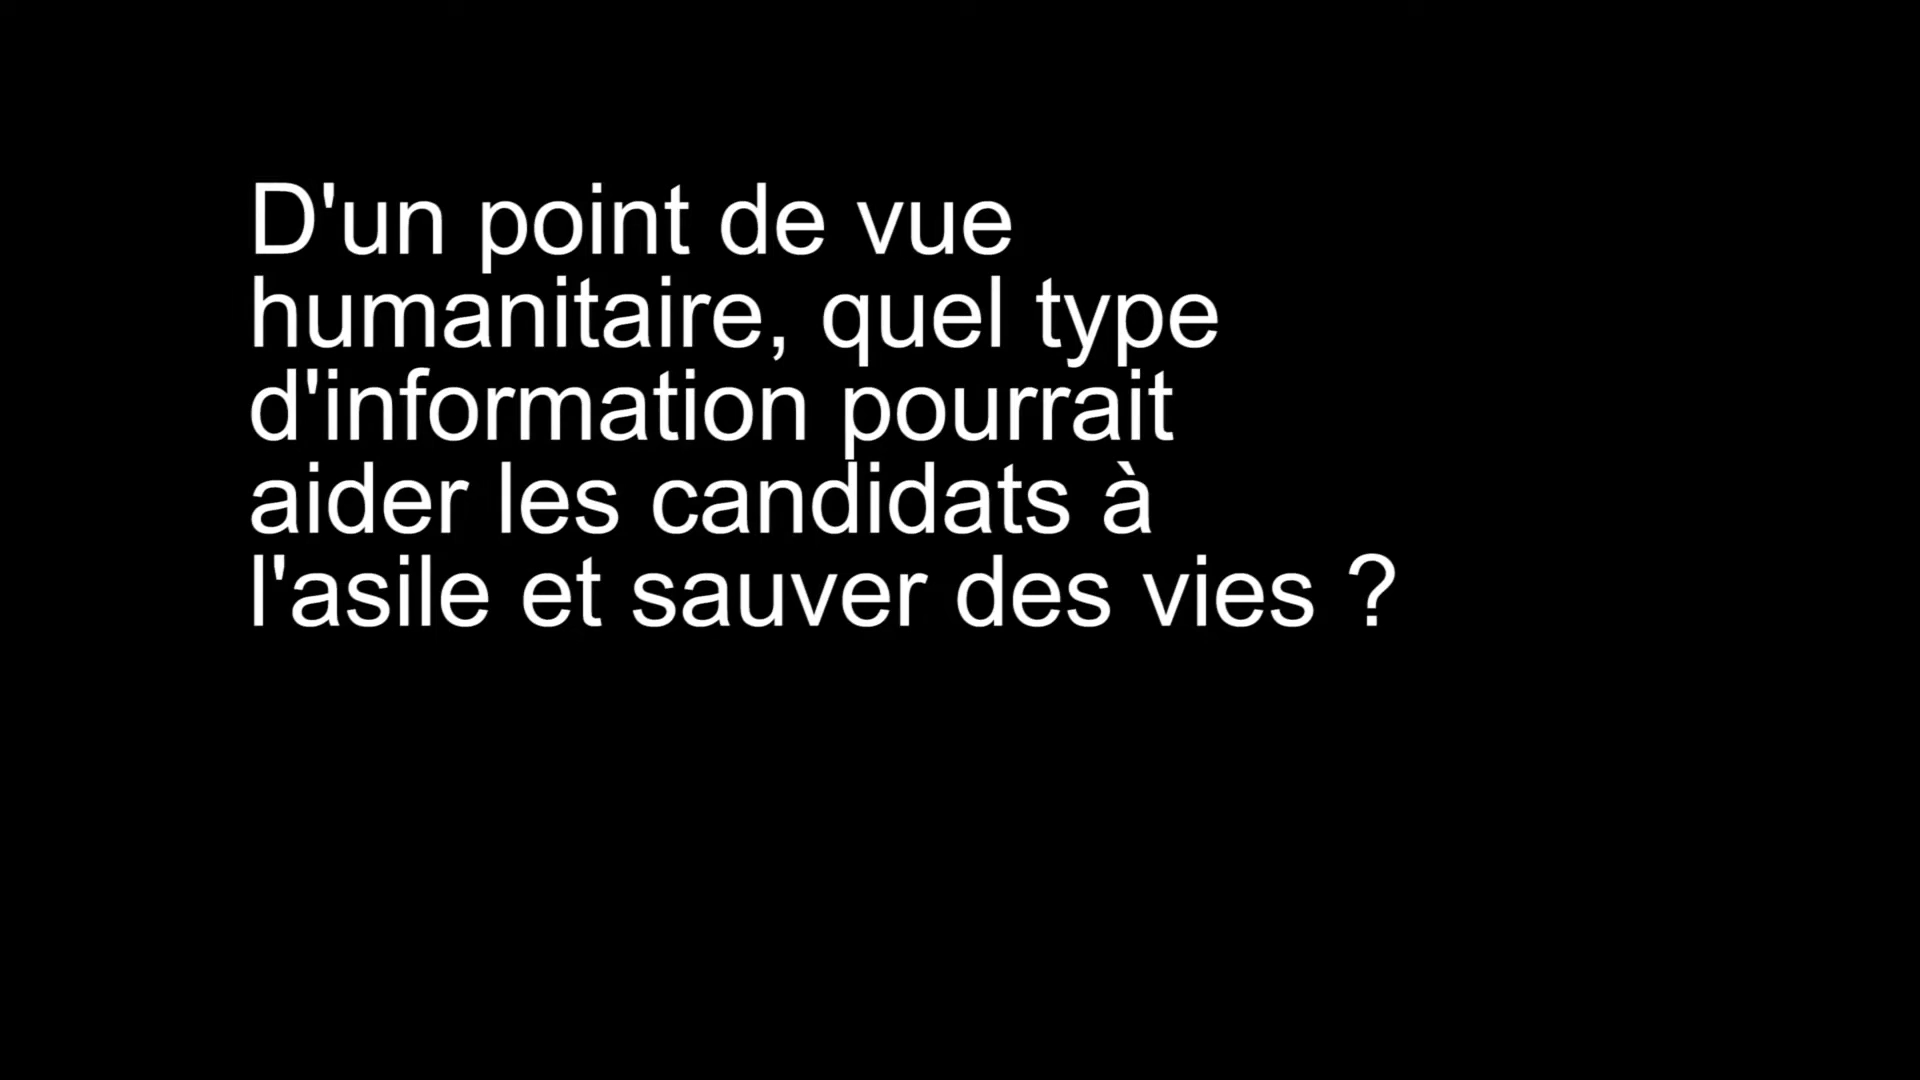 D'un point de vue
humanitaire, quel type
d'information pourrait
aider les candidats à
l'asile et sauver des vies ?